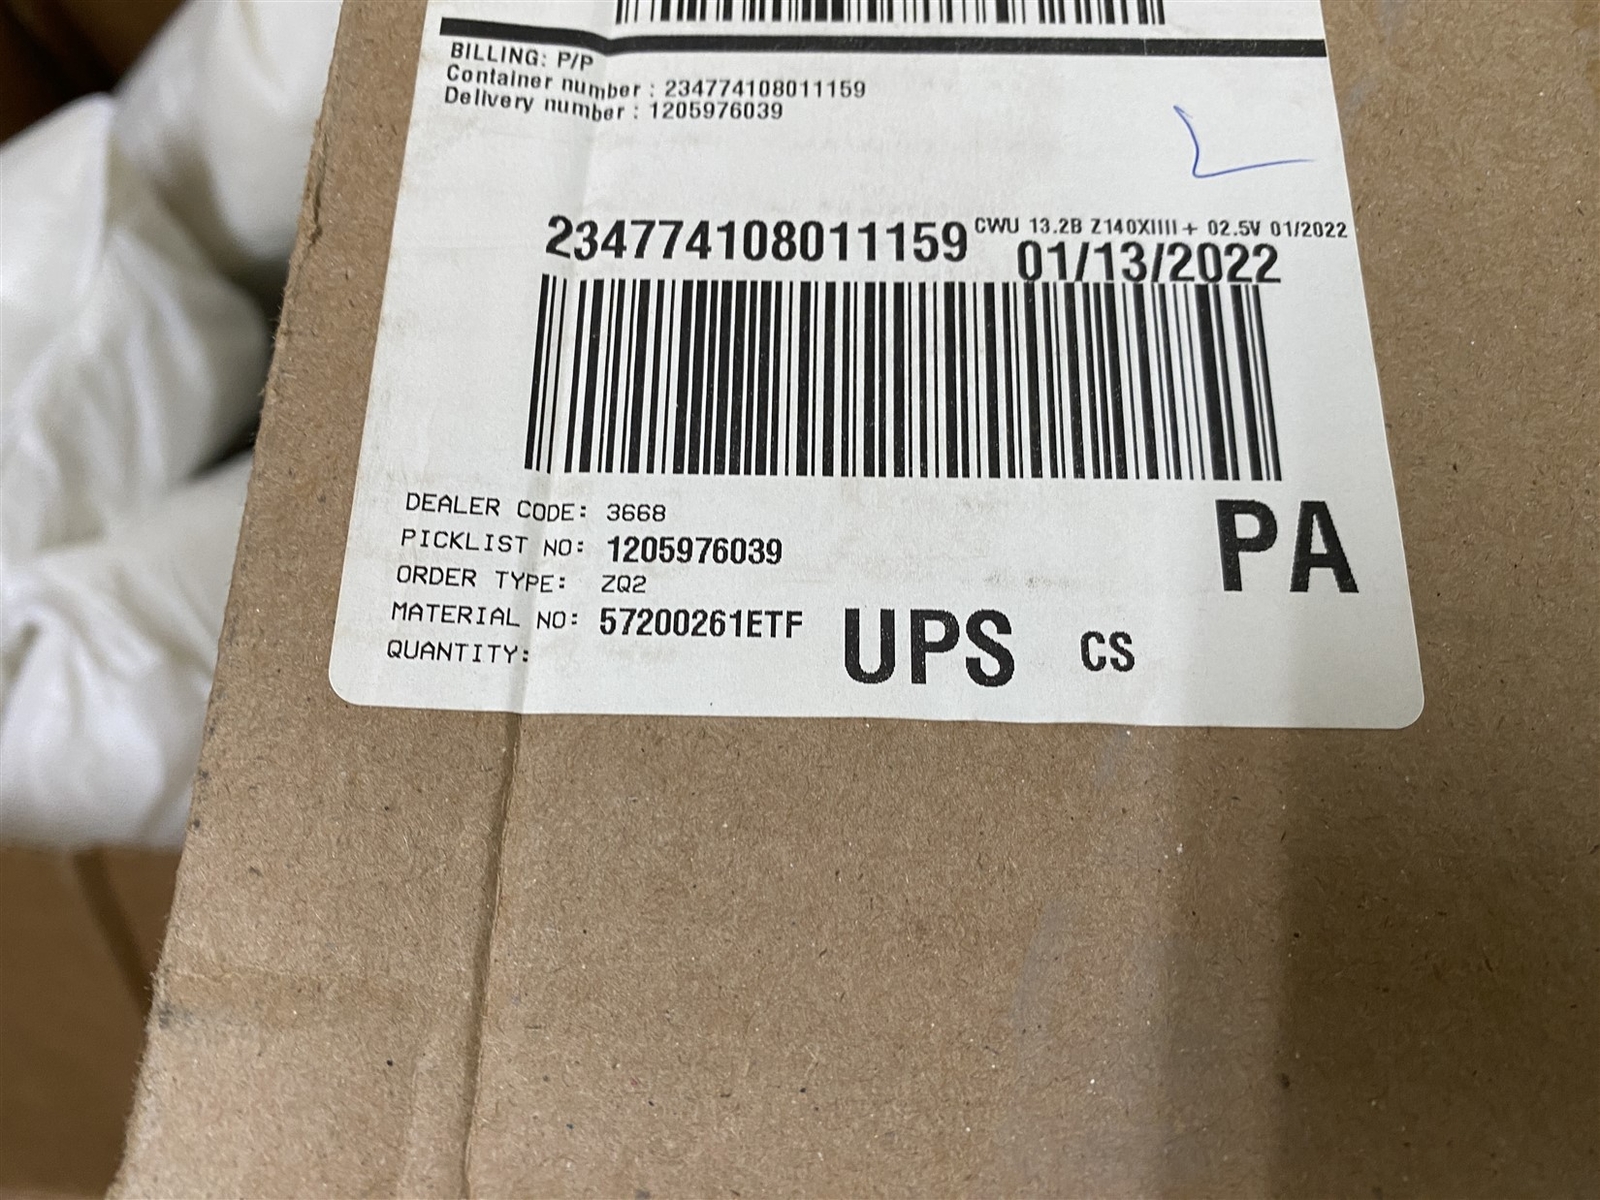 BILLING: P/P
Container number : 234774108011159
Delivery number : 1205976039
234774108011159 CWU 13.2B Z140XIIII+ 02.5V 01/2022
01/13/2022
DEALER CODE: 3668
PICKLIST NO: 1205976039
ORDER TYPE: ZQ2
MATERIAL NO: 57200261ETF
QUANTITY:
UPS CS
PA